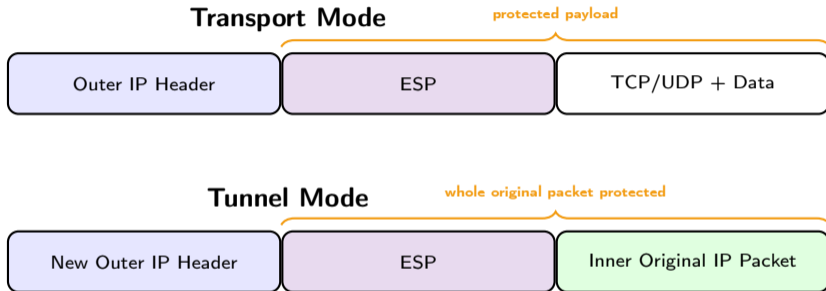 Transport Mode
protected payload
Outer IP Header
ESP
TCP/UDP + Data
Tunnel Mode
whole original packet protected
New Outer IP Header
ESP
Inner Original IP Packet